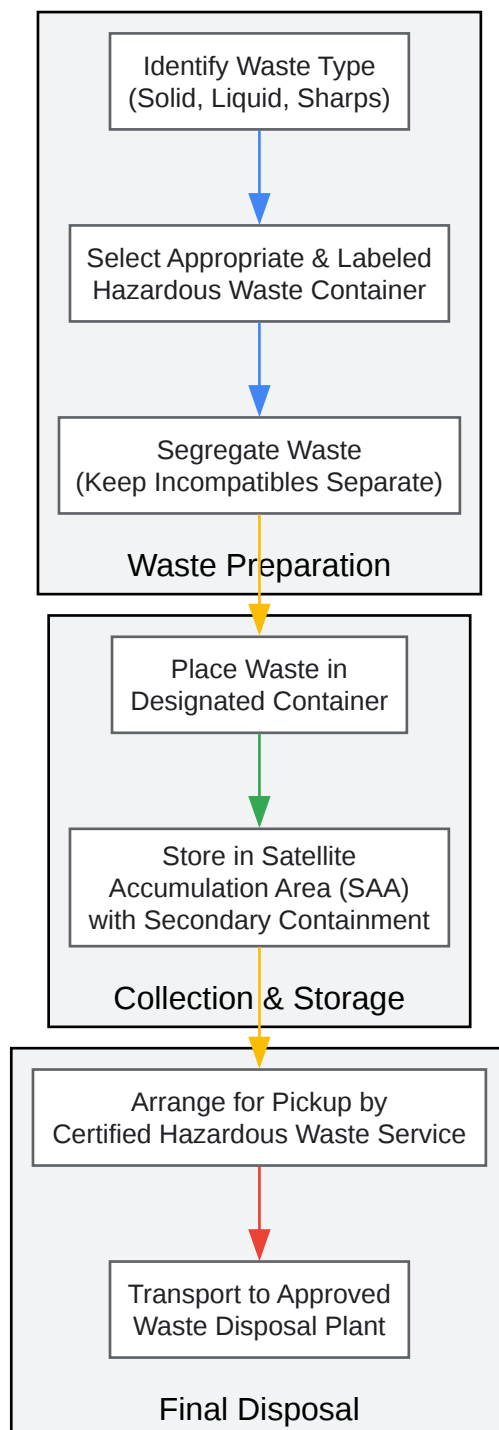 Identify Waste Type
(Solid, Liquid, Sharps)
Select Appropriate & Labeled
Hazardous Waste Container
Segregate Waste
(Keep Incompatibles Separate)
Waste Preparation
Place Waste in
Designated Container
Store in Satellite
Accumulation Area (SAA)
with Secondary Containment
Collection & Storage
Arrange for Pickup by
Certified Hazardous Waste Service
Transport to Approved
Waste Disposal Plant
Final Disposal